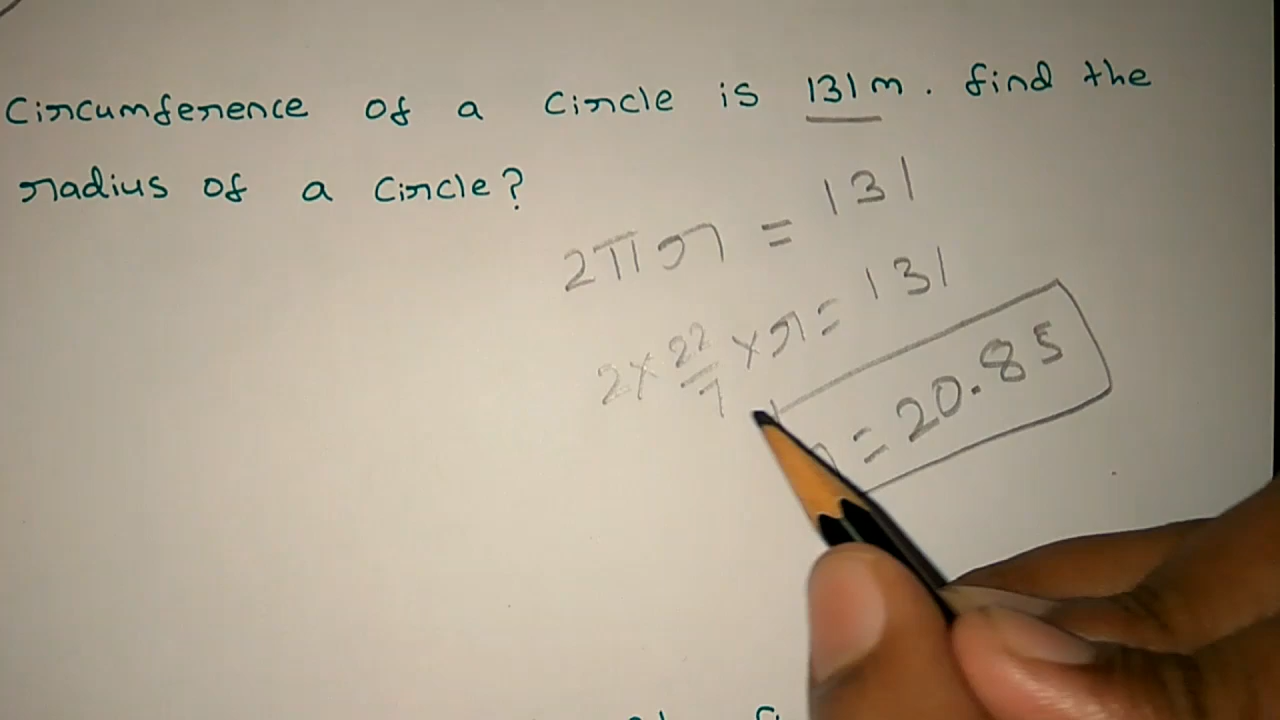 Circumference of a circle is 131m. find the
radius of a circle?
2πr = 131
2 × 22/7 × r = 131
r = 20.85